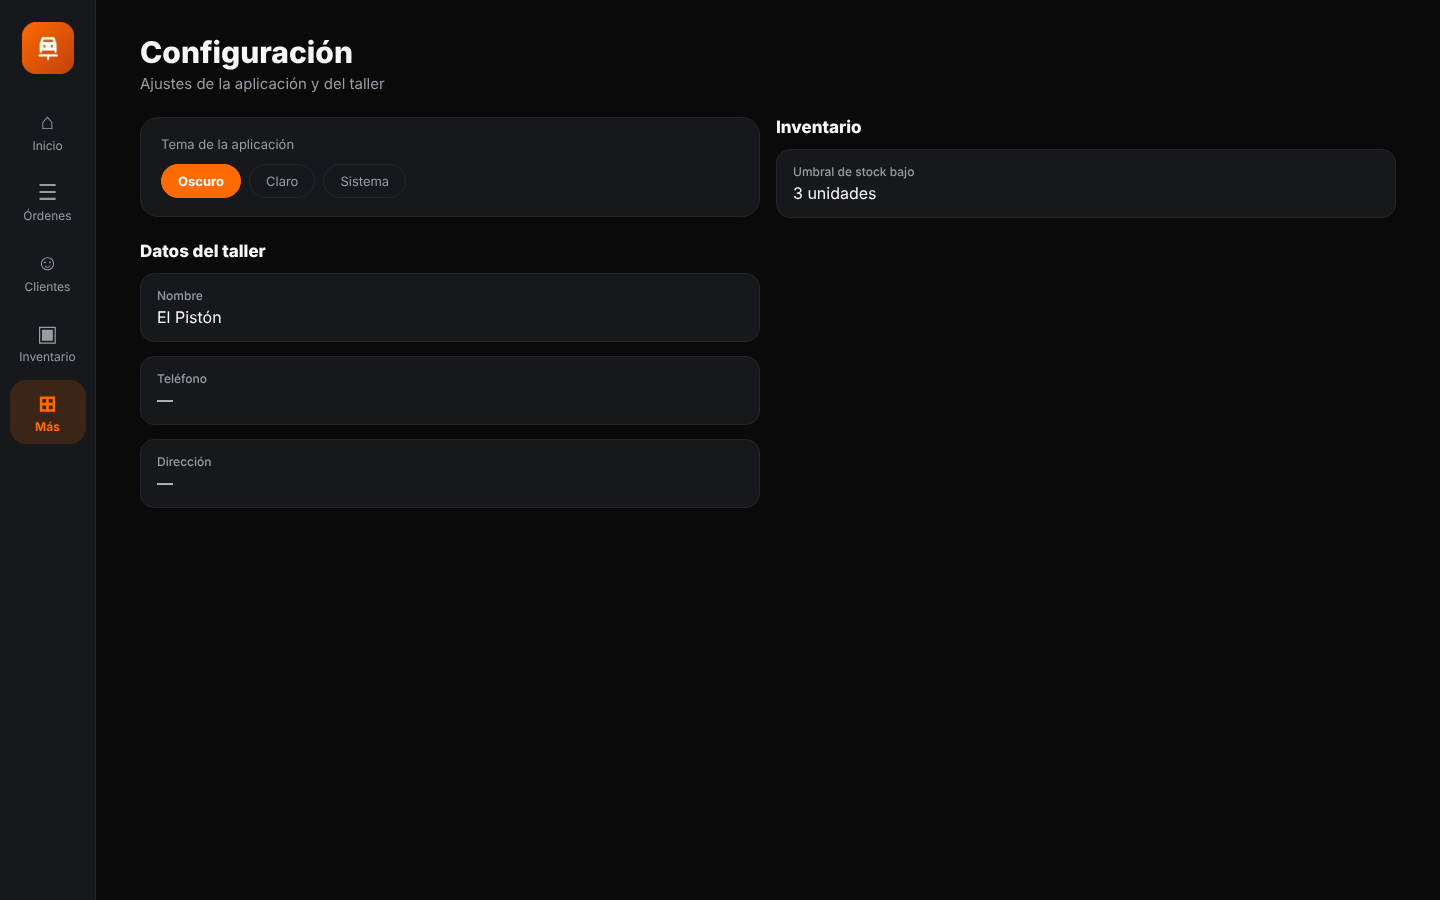 Inicio
Órdenes
Clientes
Inventario
Más
Configuración
Ajustes de la aplicación y del taller
Tema de la aplicación
Oscuro Claro Sistema
Datos del taller
Nombre
El Pistón
Teléfono
—
Dirección
—
Inventario
Umbral de stock bajo
3 unidades